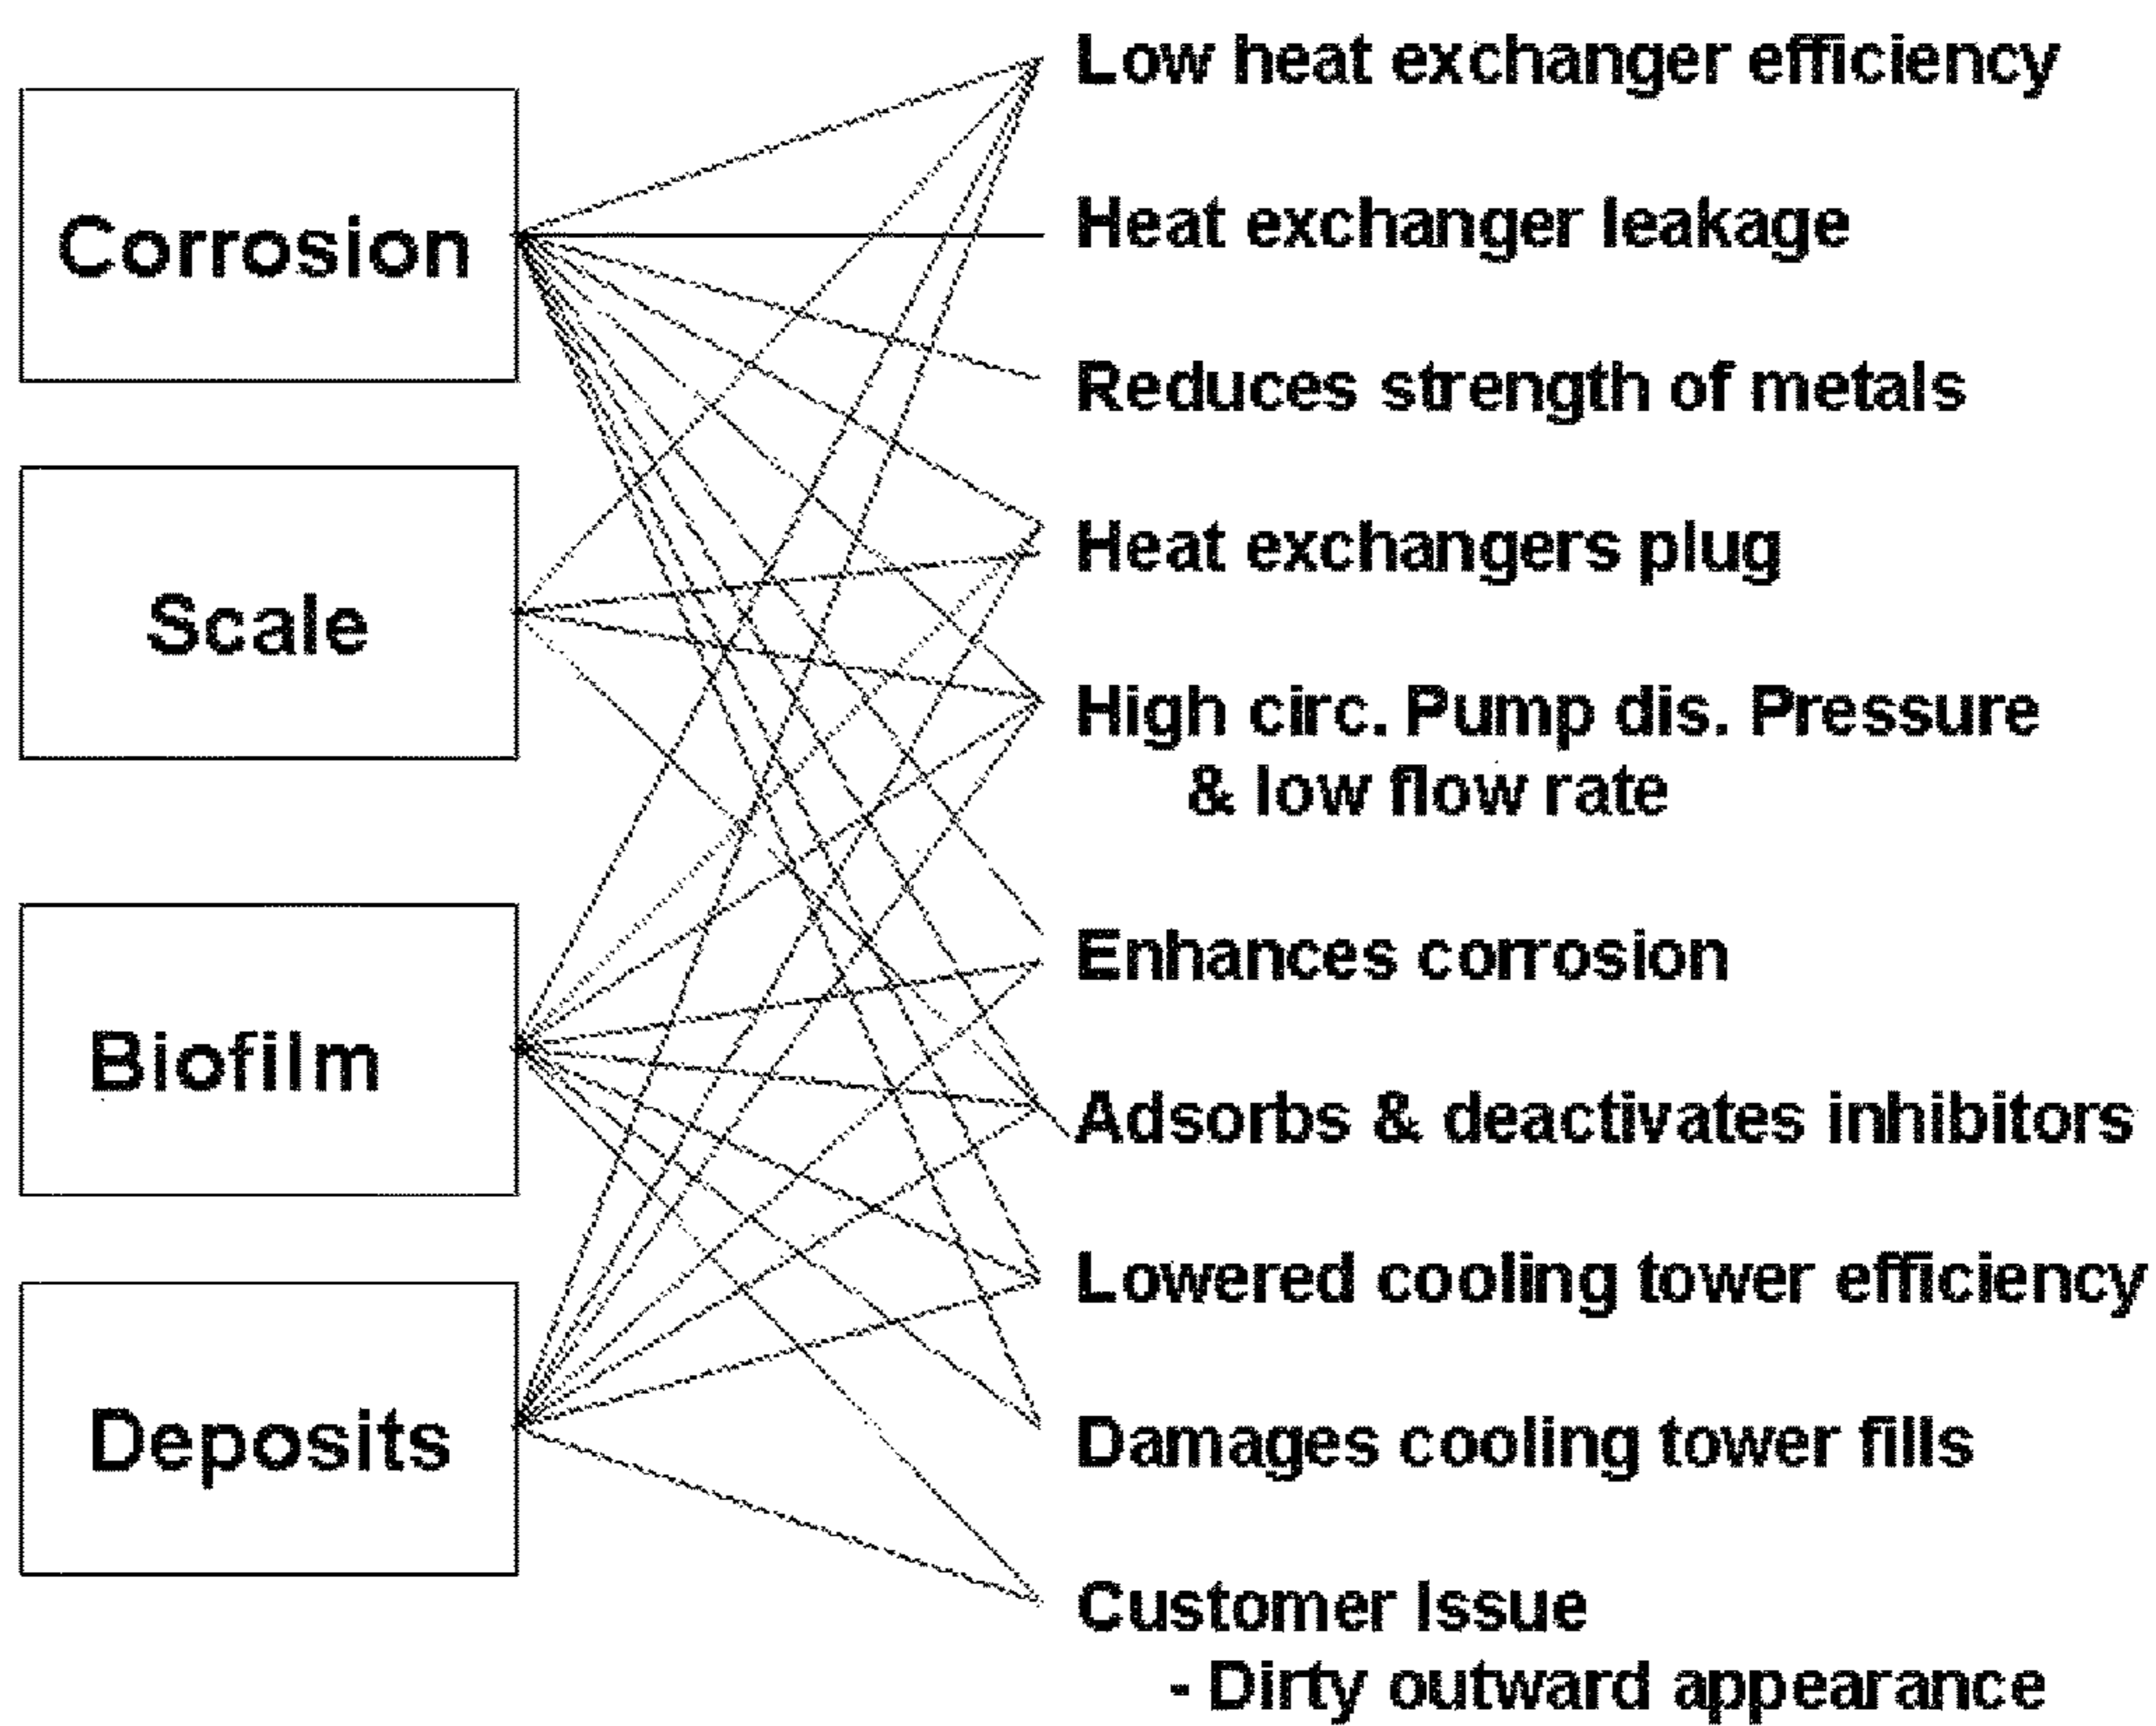 Corrosion
Scale
Biofilm
Deposits
Low heat exchanger efficiency
Heat exchanger leakage
Reduces strength of metals
Heat exchangers plug
High circ. Pump dis. Pressure
& low flow rate
Enhances corrosion
Adsorbs & deactivates inhibitors
Lowered cooling tower efficiency
Damages cooling tower fills
Customer Issue
- Dirty outward appearance